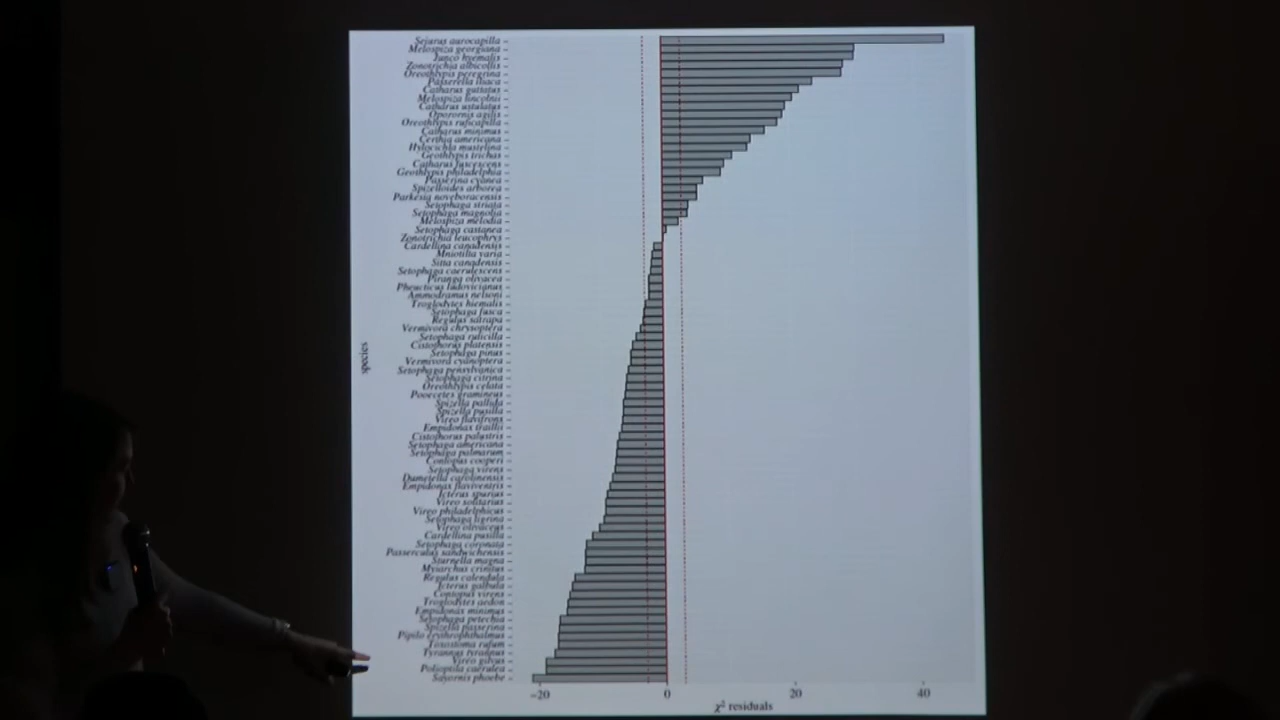 Seiurus aurocapilla
Melospiza georgiana
Junco hyemalis
Zonotrichia albicollis
Oreothlypis peregrina
Passerella iliaca
Catharus guttatus
Melospiza lincolnii
Catharus ustulatus
Oporornis agilis
Oreothlypis ruficapilla
Catharus minimus
Certhia americana
Hylocichla mustelina
Geothlypis trichas
Catharus fuscescens
Geothlypis philadelphia
Passerina cyanea
Spizelloides arborea
Parkesia noveboracensis
Setophaga striata
Setophaga magnolia
Melospiza melodia
Setophaga castanea
Zonotrichia leucophrys
Cardellina canadensis
Mniotilta varia
Sitta canadensis
Setophaga caerulescens
Piranga olivacea
Pheucticus ludovicianus
Ammodramus nelsoni
Troglodytes hiemalis
Setophaga fusca
Regulus satrapa
Vermivora chrysoptera
Setophaga ruticilla
Cistothorus platensis
Setophaga pinus
Vermivora cyanoptera
Setophaga pensylvanica
Setophaga citrina
Oreothlypis celata
Pooecetes gramineus
Spizella pallida
Spizella pusilla
Vireo flavifrons
Empidonax traillii
Cistothorus palustris
Setophaga americana
Setophaga palmarum
Contopus cooperi
Setophaga virens
Dumetella carolinensis
Empidonax flaviventris
Icterus spurius
Vireo solitarius
Vireo philadelphicus
Setophaga tigrina
Vireo olivaceus
Cardellina pusilla
Setophaga coronata
Passerculus sandwichensis
Sturnella magna
Myiarchus crinitus
Regulus calendula
Icterus galbula
Contopus virens
Troglodytes aedon
Empidonax minimus
Setophaga petechia
Spizella passerina
Pipilo erythrophthalmus
Toxostoma rufum
Tyrannus tyrannus
Vireo gilvus
Polioptila caerulea
Sayornis phoebe
species
−20 0 20 40
χ² residuals